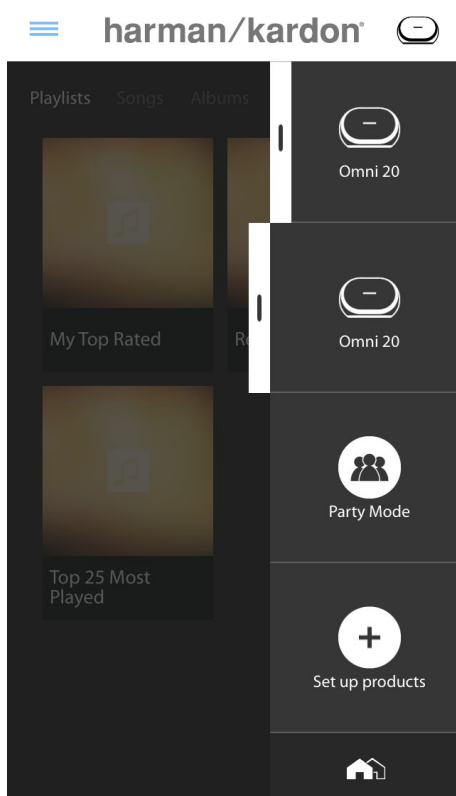 harman/kardon®
Playlists Songs Albums
Omni 20
My Top Rated
Omni 20
Party Mode
Top 25 Most
Played
Set up products